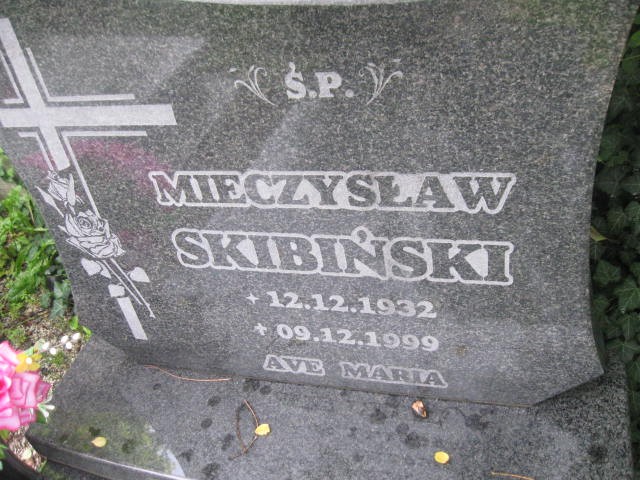 Ś.P.
MIECZYSŁAW
SKIBIŃSKI
+ 12.12.1932
+ 09.12.1999
AVE MARIA